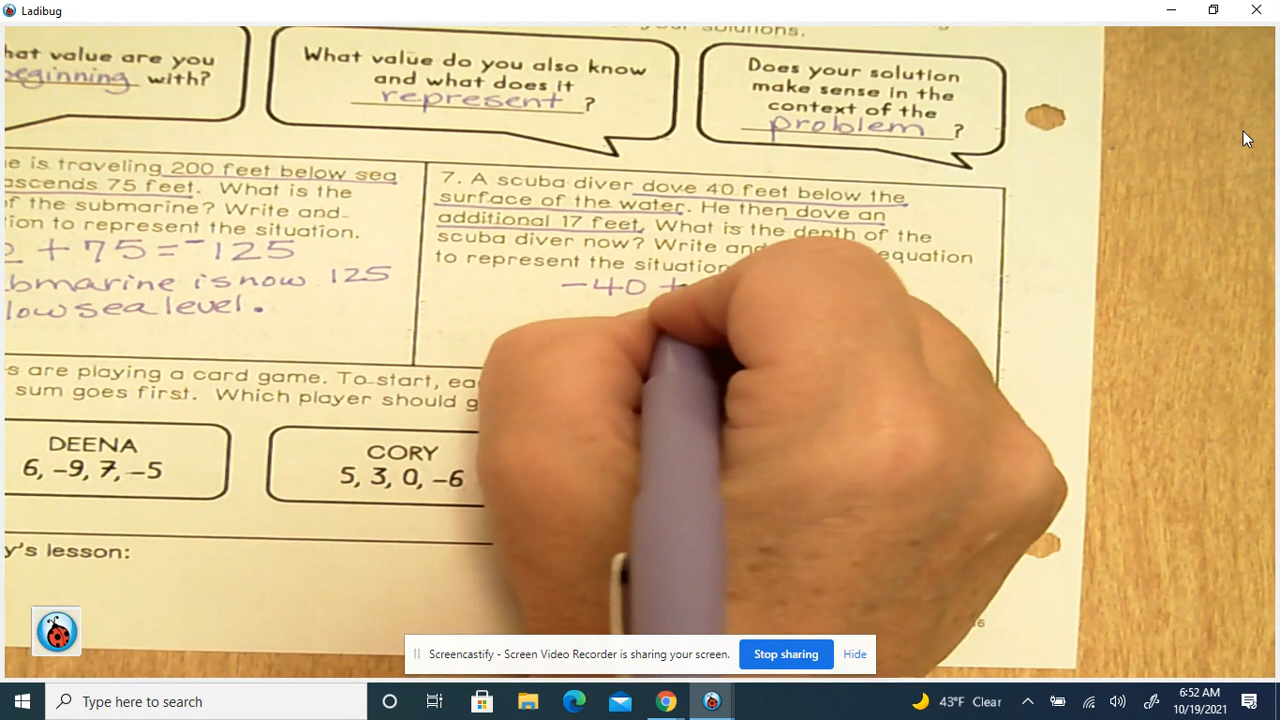 Ladibug
your solutions.
hat value are you
beginning with?
What value do you also know
and what does it
represent ?
Does your solution
make sense in the
context of the
problem ?
e is traveling 200 feet below sea
ascends 75 feet. What is the
f the submarine? Write and
ion to represent the situation.
+75=-125
bmarine is now 125
low sea level.
7. A scuba diver dove 40 feet below the
surface of the water. He then dove an
additional 17 feet. What is the depth of the
scuba diver now? Write and equation
to represent the situation
-40 +
s are playing a card game. To start, ea
sum goes first. Which player should g
DEENA
6, -9, 7, -5
CORY
5, 3, 0, -6
y's lesson:
Screencastify - Screen Video Recorder is sharing your screen.
Stop sharing
Hide
Type here to search
43°F Clear
6:52 AM
10/19/2021